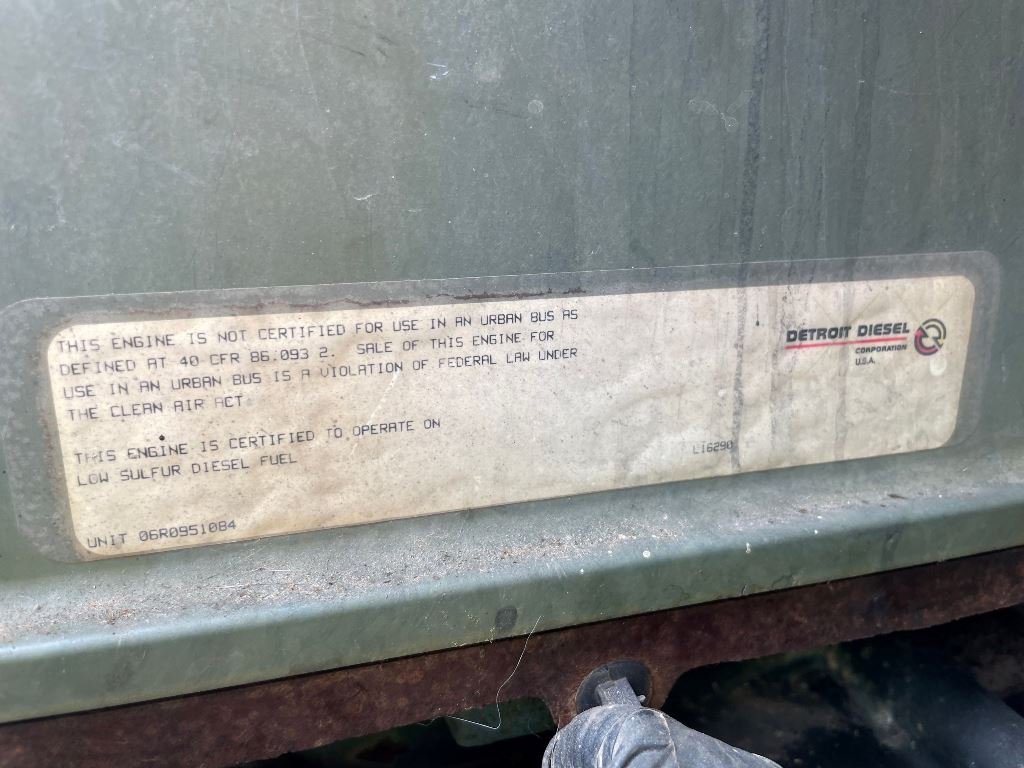 THIS ENGINE IS NOT CERTIFIED FOR USE IN AN URBAN BUS AS
DEFINED AT 40 CFR 86.093 2. SALE OF THIS ENGINE FOR
USE IN AN URBAN BUS IS A VIOLATION OF FEDERAL LAW UNDER
THE CLEAN AIR ACT
THIS ENGINE IS CERTIFIED TO OPERATE ON
LOW SULFUR DIESEL FUEL
UNIT 06R0951084
L16290
DETROIT DIESEL
CORPORATION
U.S.A.